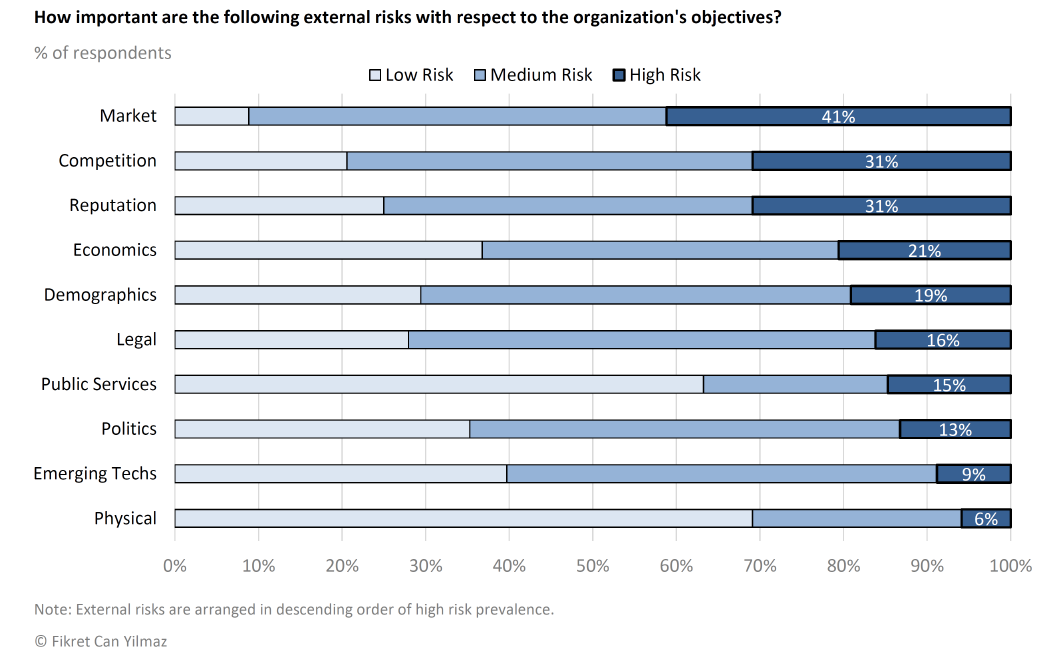 How important are the following external risks with respect to the organization's objectives?
% of respondents
Low Risk Medium Risk High Risk
Market 41%
Competition 31%
Reputation 31%
Economics 21%
Demographics 19%
Legal 16%
Public Services 15%
Politics 13%
Emerging Techs 9%
Physical 6%
0% 10% 20% 30% 40% 50% 60% 70% 80% 90% 100%
Note: External risks are arranged in descending order of high risk prevalence.
© Fikret Can Yilmaz